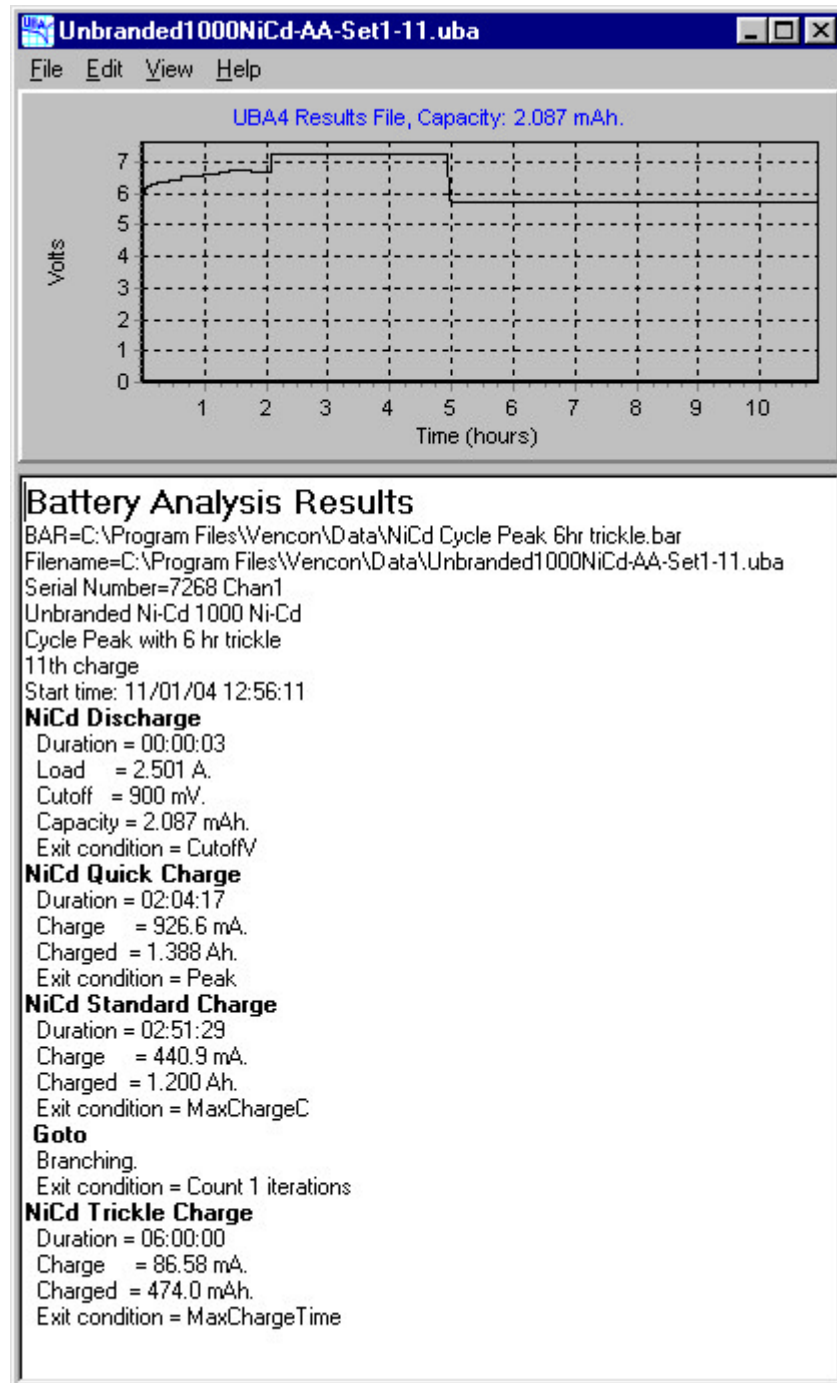 UBA
Unbranded1000NiCd-AA-Set1-11.uba
File Edit View Help
UBA4 Results File, Capacity: 2.087 mAh.
Volts
7
6
5
4
3
2
1
0
1 2 3 4 5 6 7 8 9 10
Time (hours)
Battery Analysis Results
BAR=C:\Program Files\Vencon\Data\NiCd Cycle Peak 6hr trickle.bar
Filename=C:\Program Files\Vencon\Data\Unbranded1000NiCd-AA-Set1-11.uba
Serial Number=7268 Chan1
Unbranded Ni-Cd 1000 Ni-Cd
Cycle Peak with 6 hr trickle
11th charge
Start time: 11/01/04 12:56:11
NiCd Discharge
Duration = 00:00:03
Load = 2.501 A.
Cutoff = 900 mV.
Capacity = 2.087 mAh.
Exit condition = CutoffV
NiCd Quick Charge
Duration = 02:04:17
Charge = 926.6 mA.
Charged = 1.388 Ah.
Exit condition = Peak
NiCd Standard Charge
Duration = 02:51:29
Charge = 440.9 mA.
Charged = 1.200 Ah.
Exit condition = MaxChargeC
Goto
Branching.
Exit condition = Count 1 iterations
NiCd Trickle Charge
Duration = 06:00:00
Charge = 86.58 mA.
Charged = 474.0 mAh.
Exit condition = MaxChargeTime